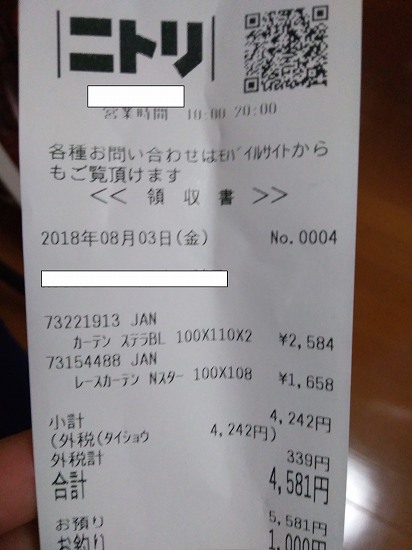 ニトリ
営業時間 10:00 20:00
各種お問い合わせはﾓﾊﾞｲﾙｻｲﾄから
もご覧頂けます
<< 領 収 書 >>
2018年08月03日(金) No.0004
73221913 JAN
ｶｰﾃﾝ ｽﾃﾗBL 100X110X2 ¥2,584
73154488 JAN
ﾚｰｽｶｰﾃﾝ Nｽﾀｰ 100X108 ¥1,658
小計 4,242円
(外税(ﾀｲｼｮｳ 4,242円)
外税計 339円
合計 4,581円
お預り 5,581円
お釣り 1,000円